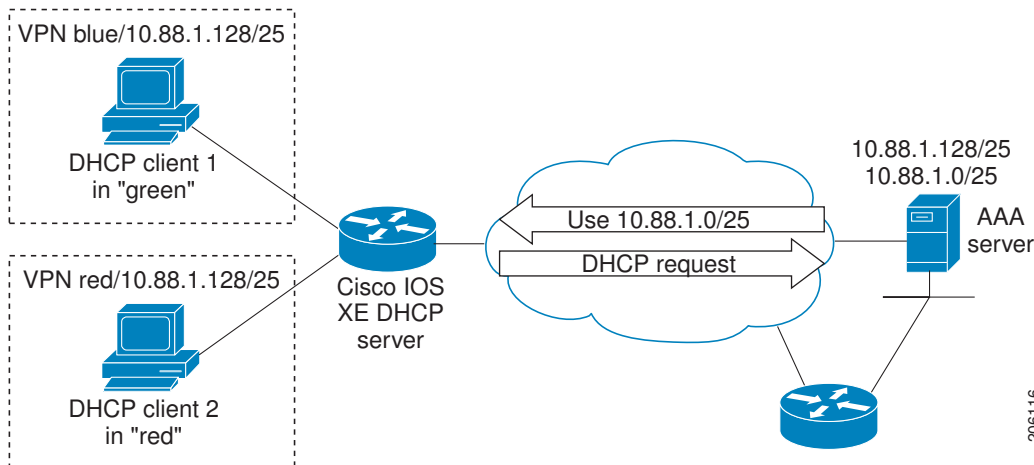 VPN blue/10.88.1.128/25
DHCP client 1
in "green"
VPN red/10.88.1.128/25
DHCP client 2
in "red"
Cisco IOS
XE DHCP
server
Use 10.88.1.0/25
DHCP request
10.88.1.128/25
10.88.1.0/25
AAA
server
206116